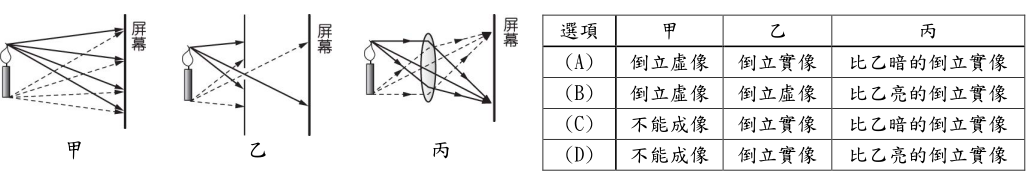 屏幕
屏幕
屏幕
甲
乙
丙
選項 甲 乙 丙
(A) 倒立虛像 倒立實像 比乙暗的倒立實像
(B) 倒立虛像 倒立虛像 比乙亮的倒立實像
(C) 不能成像 倒立實像 比乙暗的倒立實像
(D) 不能成像 倒立實像 比乙亮的倒立實像